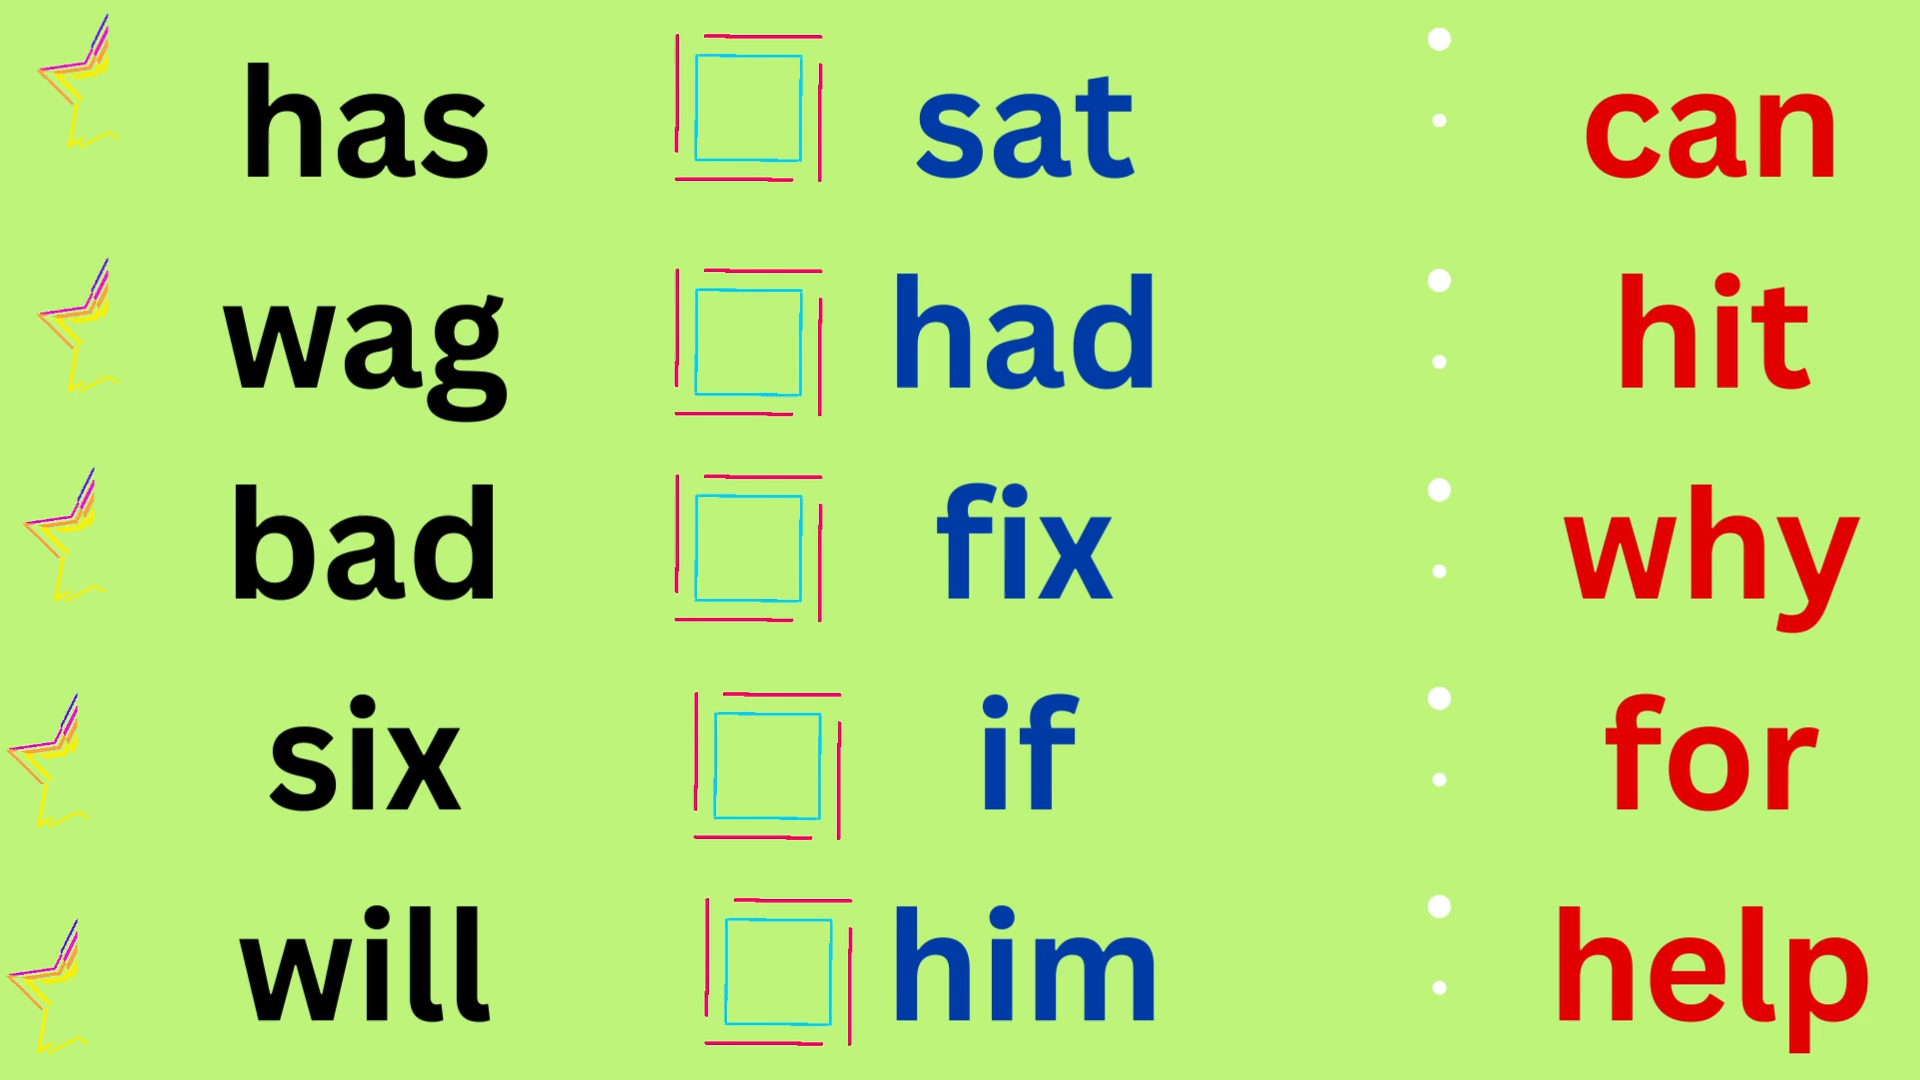 has sat can
wag had hit
bad fix why
six if for
will him help